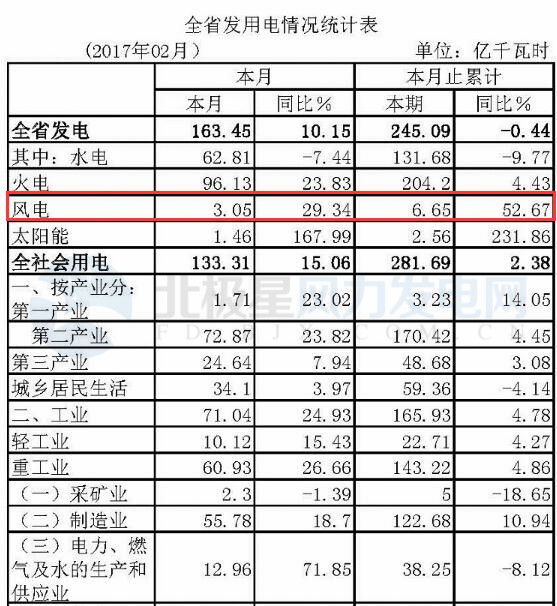 全省发用电情况统计表
(2017年02月) 单位: 亿千瓦时
本月 本月止累计
本月 同比% 本期 同比%
全省发电 163.45 10.15 245.09 -0.44
其中: 水电 62.81 -7.44 131.68 -9.77
火电 96.13 23.83 204.2 4.43
风电 3.05 29.34 6.65 52.67
太阳能 1.46 167.99 2.56 231.86
全社会用电 133.31 15.06 281.69 2.38
一、按产业分:
第一产业 1.71 23.02 3.23 14.05
第二产业 72.87 23.82 170.42 4.45
第三产业 24.64 7.94 48.68 3.08
城乡居民生活 34.1 3.97 59.36 -4.14
二、工业 71.04 24.93 165.93 4.78
轻工业 10.12 15.43 22.71 4.27
重工业 60.93 26.66 143.22 4.86
（一）采矿业 2.3 -1.39 5 -18.65
（二）制造业 55.78 18.7 122.68 10.94
（三）电力、燃
气及水的生产和
供应业 12.96 71.85 38.25 -8.12
北极星风力发电网